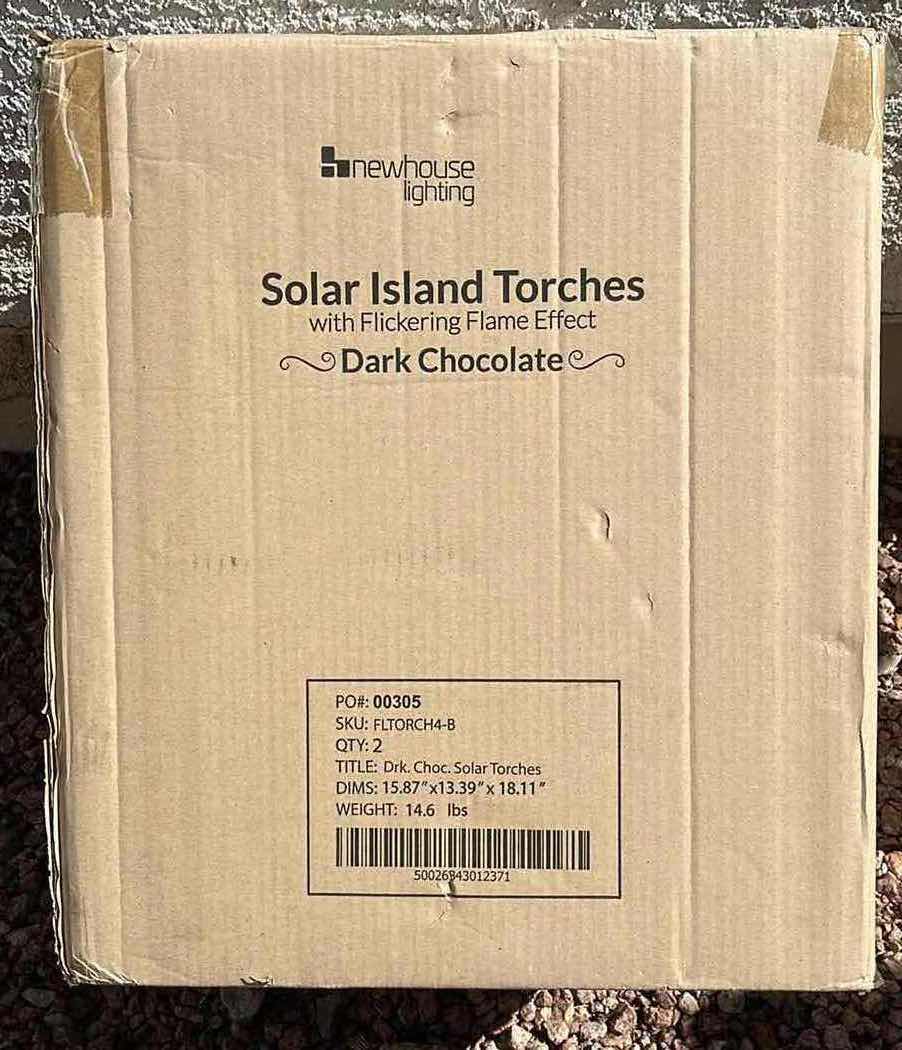 newhouse
lighting
Solar Island Torches
with Flickering Flame Effect
Dark Chocolate
PO#: 00305
SKU: FLTORCH4-B
QTY: 2
TITLE: Drk. Choc. Solar Torches
DIMS: 15.87"x13.39"x 18.11"
WEIGHT: 14.6 lbs
50026943012371